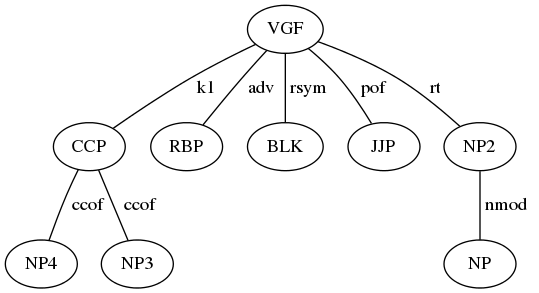 VGF
k1 adv rsym pof rt
CCP RBP BLK JJP NP2
ccof ccof nmod
NP4 NP3 NP